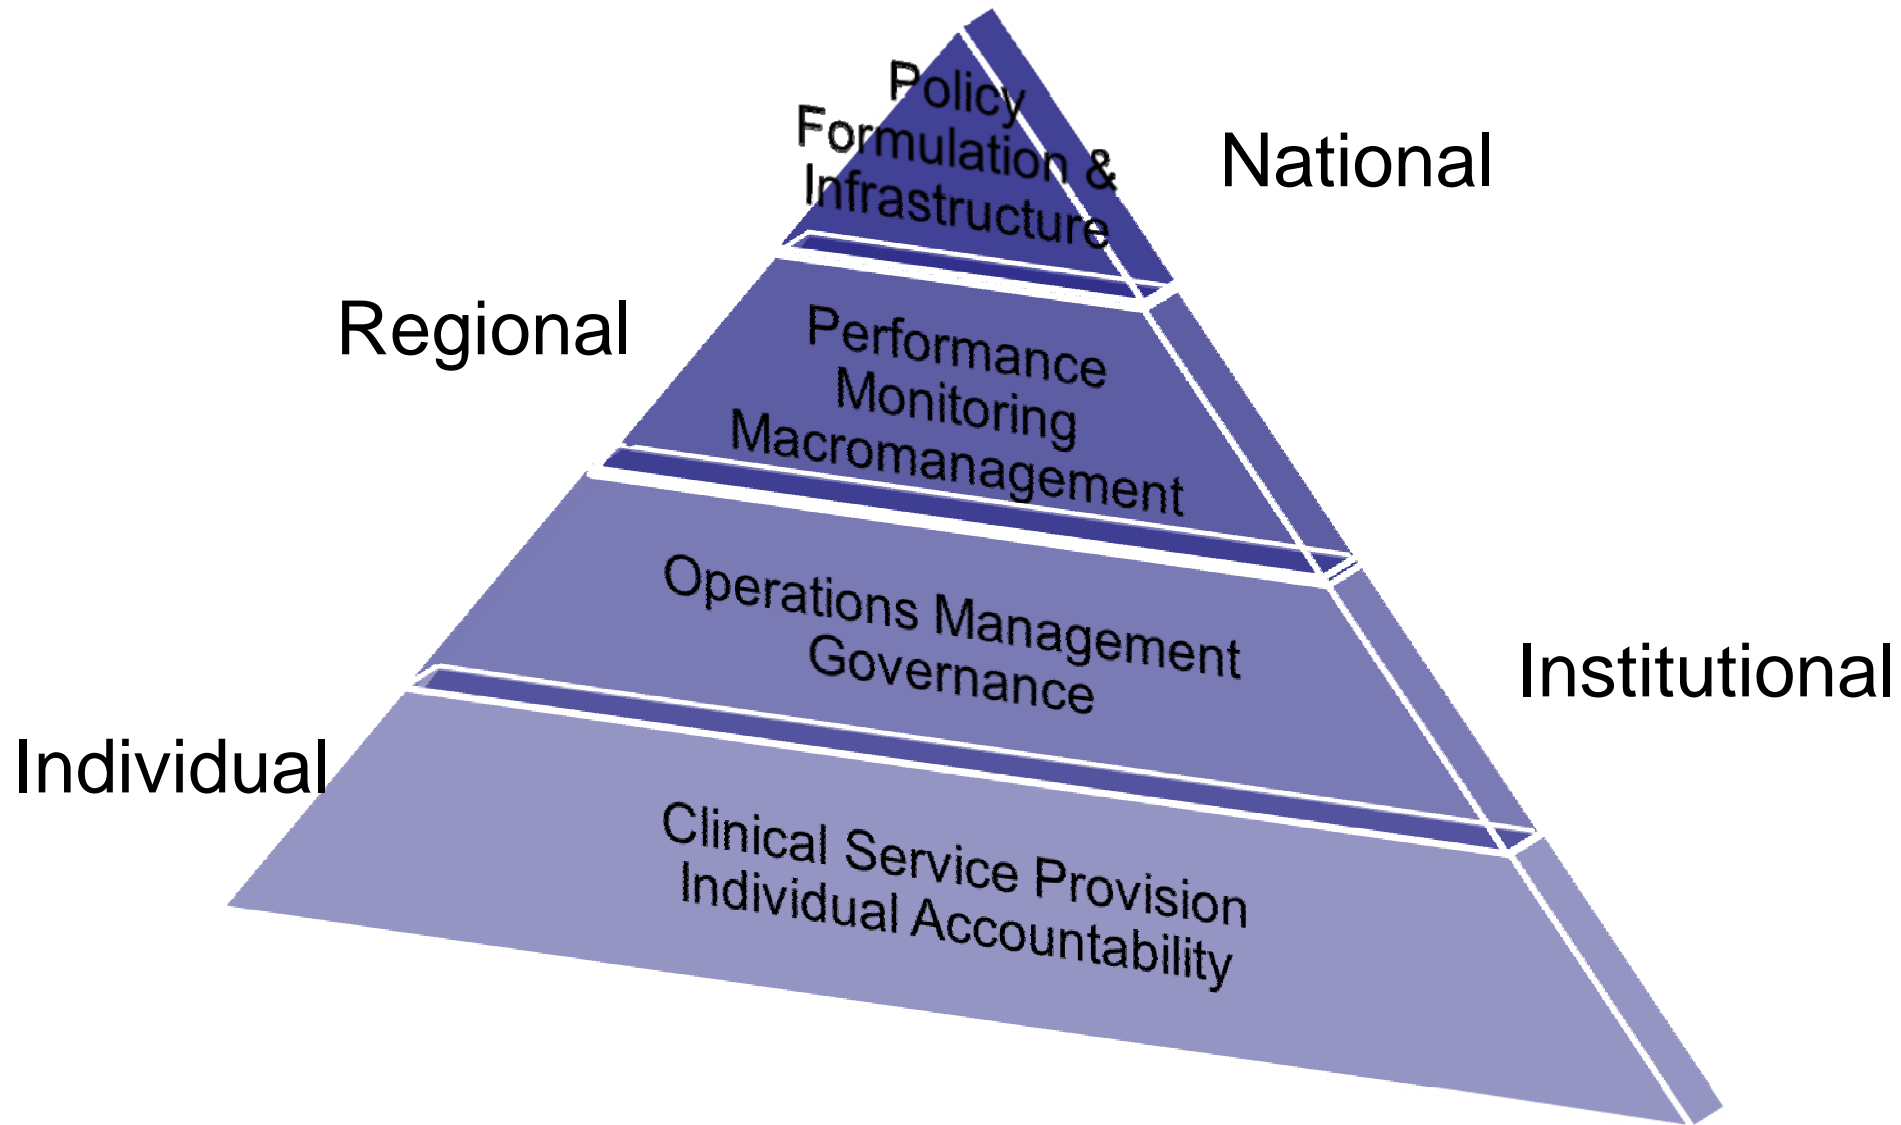 Policy
Formulation &
Infrastructure
National
Regional
Performance
Monitoring
Macromanagement
Operations Management
Governance
Institutional
Individual
Clinical Service Provision
Individual Accountability